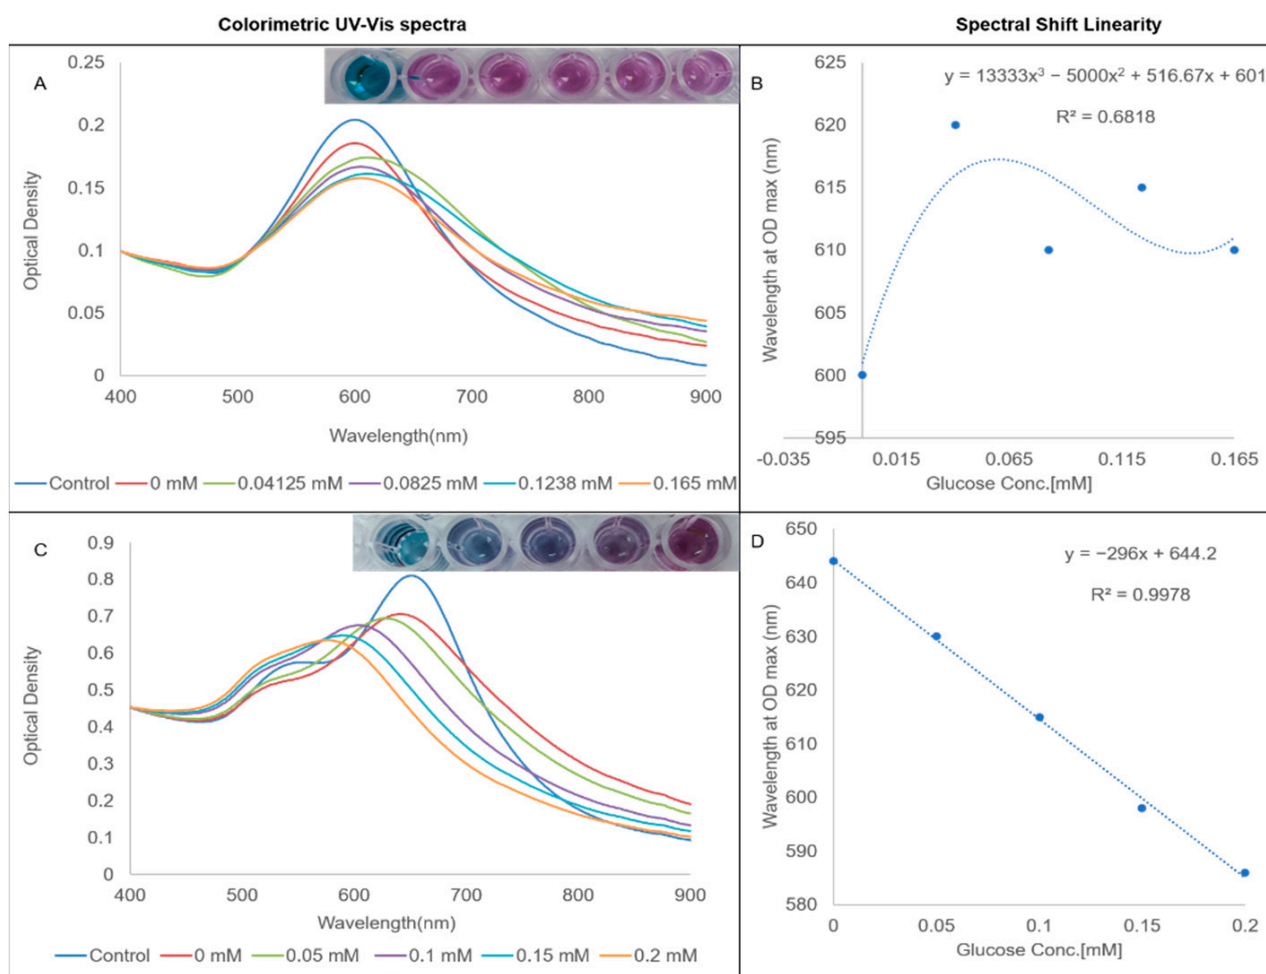 Colorimetric UV-Vis spectra
Spectral Shift Linearity
A
0.25
0.2
0.15
0.1
0.05
0
Optical Density
400
500
600
700
800
900
Wavelength(nm)
Control
0 mM
0.04125 mM
0.0825 mM
0.1238 mM
0.165 mM
B
y = 13333x³ − 5000x² + 516.67x + 601
R² = 0.6818
625
620
615
610
605
600
595
Wavelength at OD max (nm)
-0.035
0.015
0.065
0.115
0.165
Glucose Conc.[mM]
C
0.9
0.8
0.7
0.6
0.5
0.4
0.3
0.2
0.1
0
Optical Density
400
500
600
700
800
900
Wavelength(nm)
Control
0 mM
0.05 mM
0.1 mM
0.15 mM
0.2 mM
D
y = −296x + 644.2
R² = 0.9978
650
640
630
620
610
600
590
580
Wavelength at OD max (nm)
0
0.05
0.1
0.15
0.2
Glucose Conc.[mM]